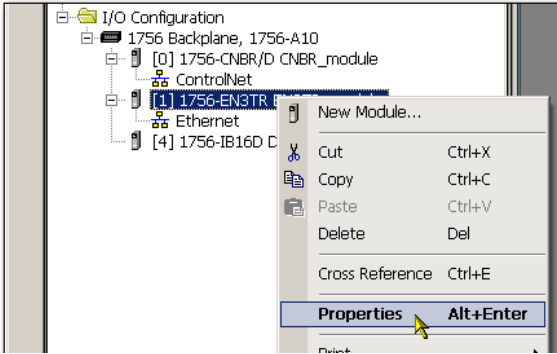 I/O Configuration
1756 Backplane, 1756-A10
[0] 1756-CNBR/D CNBR_module
ControlNet
[1] 1756-EN3TR
Ethernet
[4] 1756-IB16D D
New Module...
Cut Ctrl+X
Copy Ctrl+C
Paste Ctrl+V
Delete Del
Cross Reference Ctrl+E
Properties Alt+Enter
Print